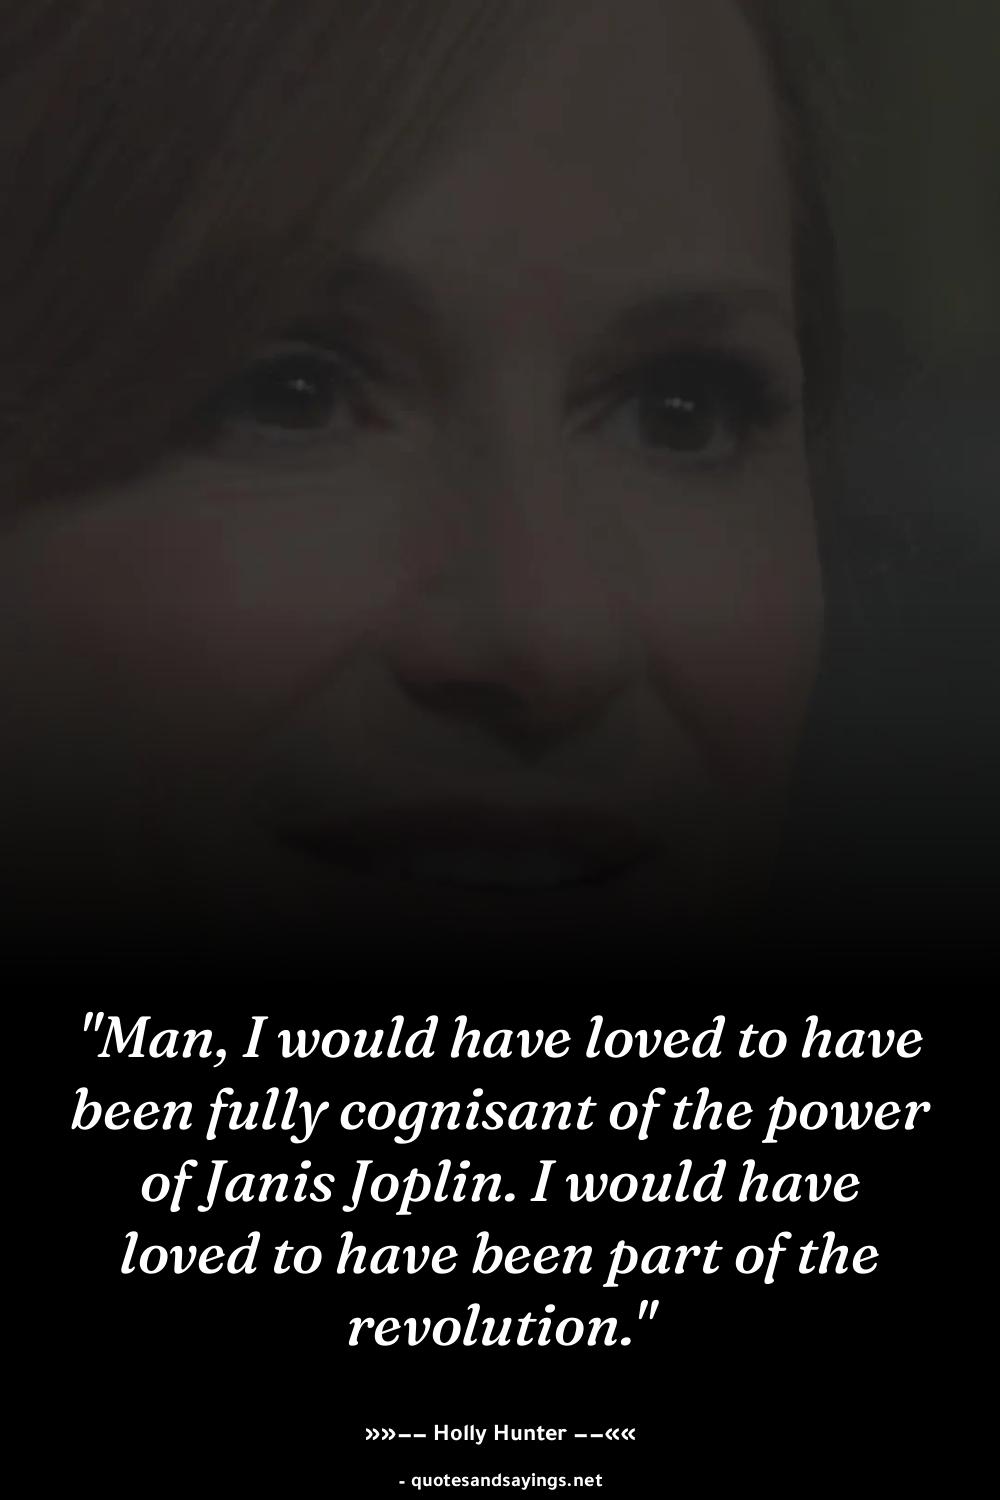 "Man, I would have loved to have
been fully cognisant of the power
of Janis Joplin. I would have
loved to have been part of the
revolution."
»»–– Holly Hunter ––««
- quotesandsayings.net